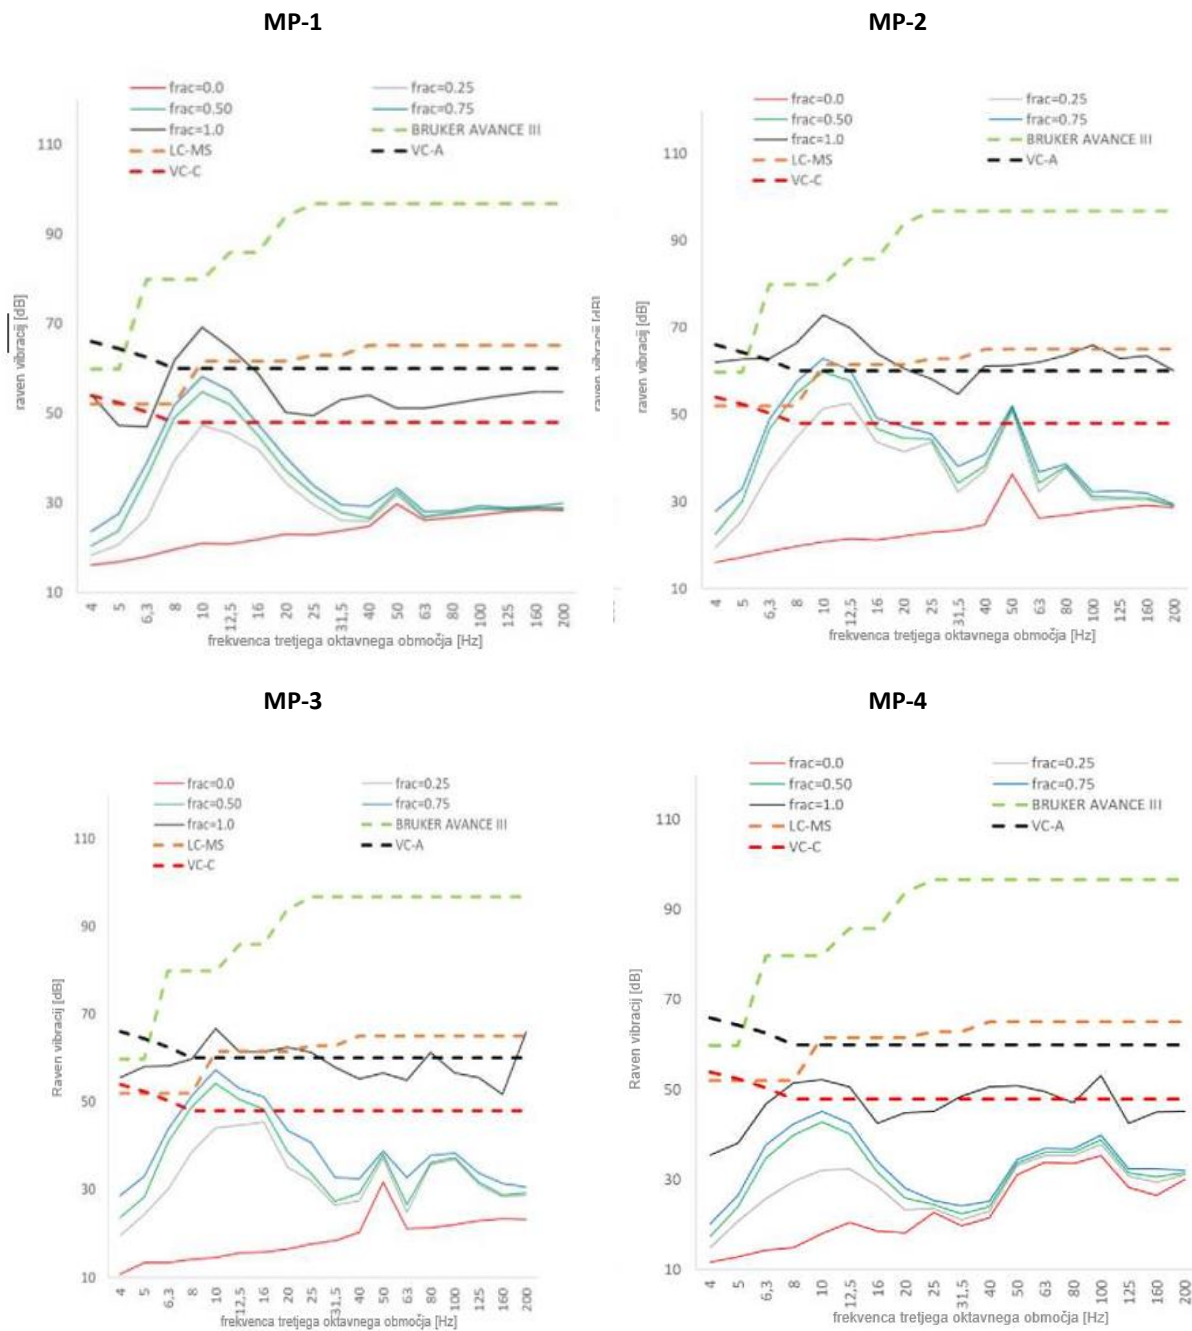 MP-1
frac=0.0
frac=0.25
frac=0.50
frac=0.75
frac=1.0
BRUKER AVANCE III
LC-MS
VC-A
VC-C
110
90
70
50
30
10
raven vibracij [dB]
4 5 6,3 8 10 12,5 16 20 25 31,5 40 50 63 80 100 125 160 200
frekvenca tretjega oktavnega območja [Hz]
MP-2
frac=0.0
frac=0.25
frac=0.50
frac=0.75
frac=1.0
BRUKER AVANCE III
LC-MS
VC-A
VC-C
110
90
70
50
30
10
raven vibracij [dB]
4 5 6,3 8 10 12,5 16 20 25 31,5 40 50 63 80 100 125 160 200
frekvenca tretjega oktavnega območja [Hz]
MP-3
frac=0.0
frac=0.25
frac=0.50
frac=0.75
frac=1.0
BRUKER AVANCE III
LC-MS
VC-A
VC-C
110
90
70
50
30
10
Raven vibracij [dB]
4 5 6,3 8 10 12,5 16 20 25 31,5 40 50 63 80 100 125 160 200
frekvenca tretjega oktavnega območja [Hz]
MP-4
frac=0.0
frac=0.25
frac=0.50
frac=0.75
frac=1.0
BRUKER AVANCE III
LC-MS
VC-A
VC-C
110
90
70
50
30
10
Raven vibracij [dB]
4 5 6,3 8 10 12,5 16 20 25 31,5 40 50 63 80 100 125 160 200
frekvenca tretjega oktavnega območja [Hz]